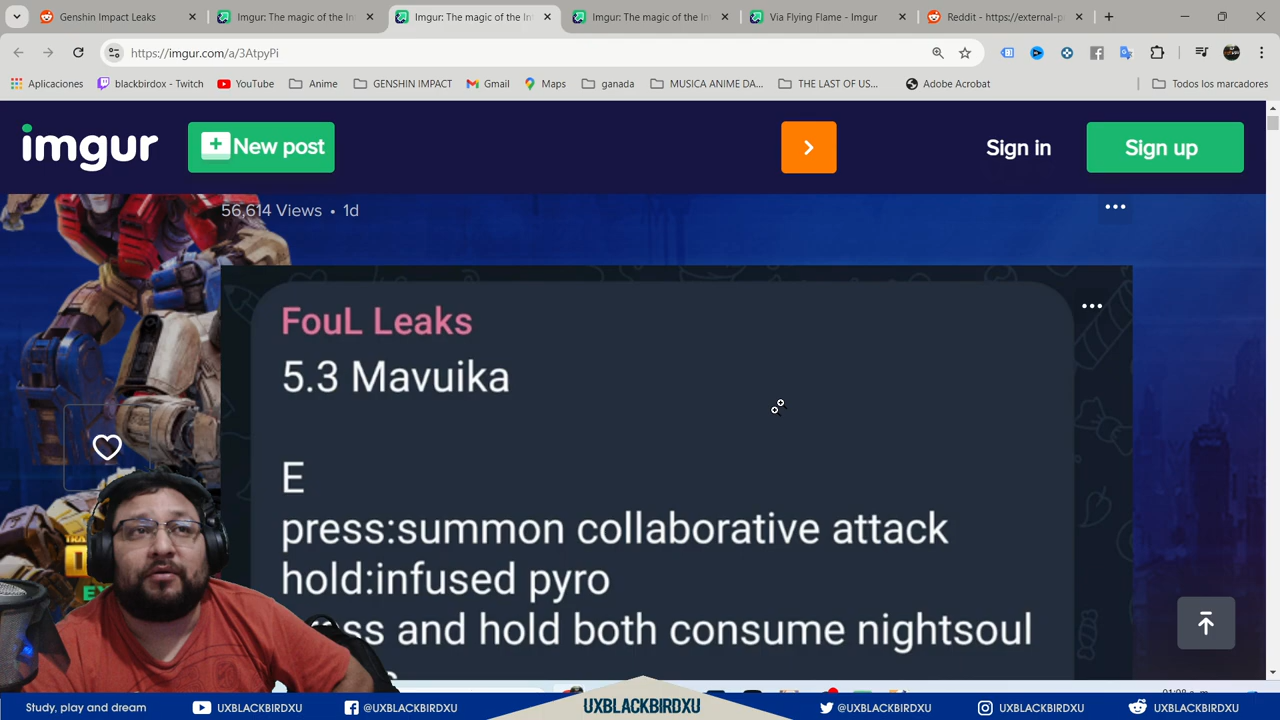 Genshin Impact Leaks
Imgur: The magic of the In
Imgur: The magic of the In
Imgur: The magic of the In
Via Flying Flame - Imgur
Reddit - https://external-p
https://imgur.com/a/3AtpyPi
Aplicaciones
blackbirdox - Twitch
YouTube
Anime
GENSHIN IMPACT
Gmail
Maps
ganada
MUSICA ANIME DA...
THE LAST OF US...
Adobe Acrobat
Todos los marcadores
imgur
New post
Sign in
Sign up
56,614 Views • 1d
FouL Leaks
5.3 Mavuika
E
press:summon collaborative attack
hold:infused pyro
and hold both consume nightsoul
Study, play and dream
UXBLACKBIRDXU
@UXBLACKBIRDXU
UXBLACKBIRDXU
@UXBLACKBIRDXU
UXBLACKBIRDXU
UXBLACKBIRDXU